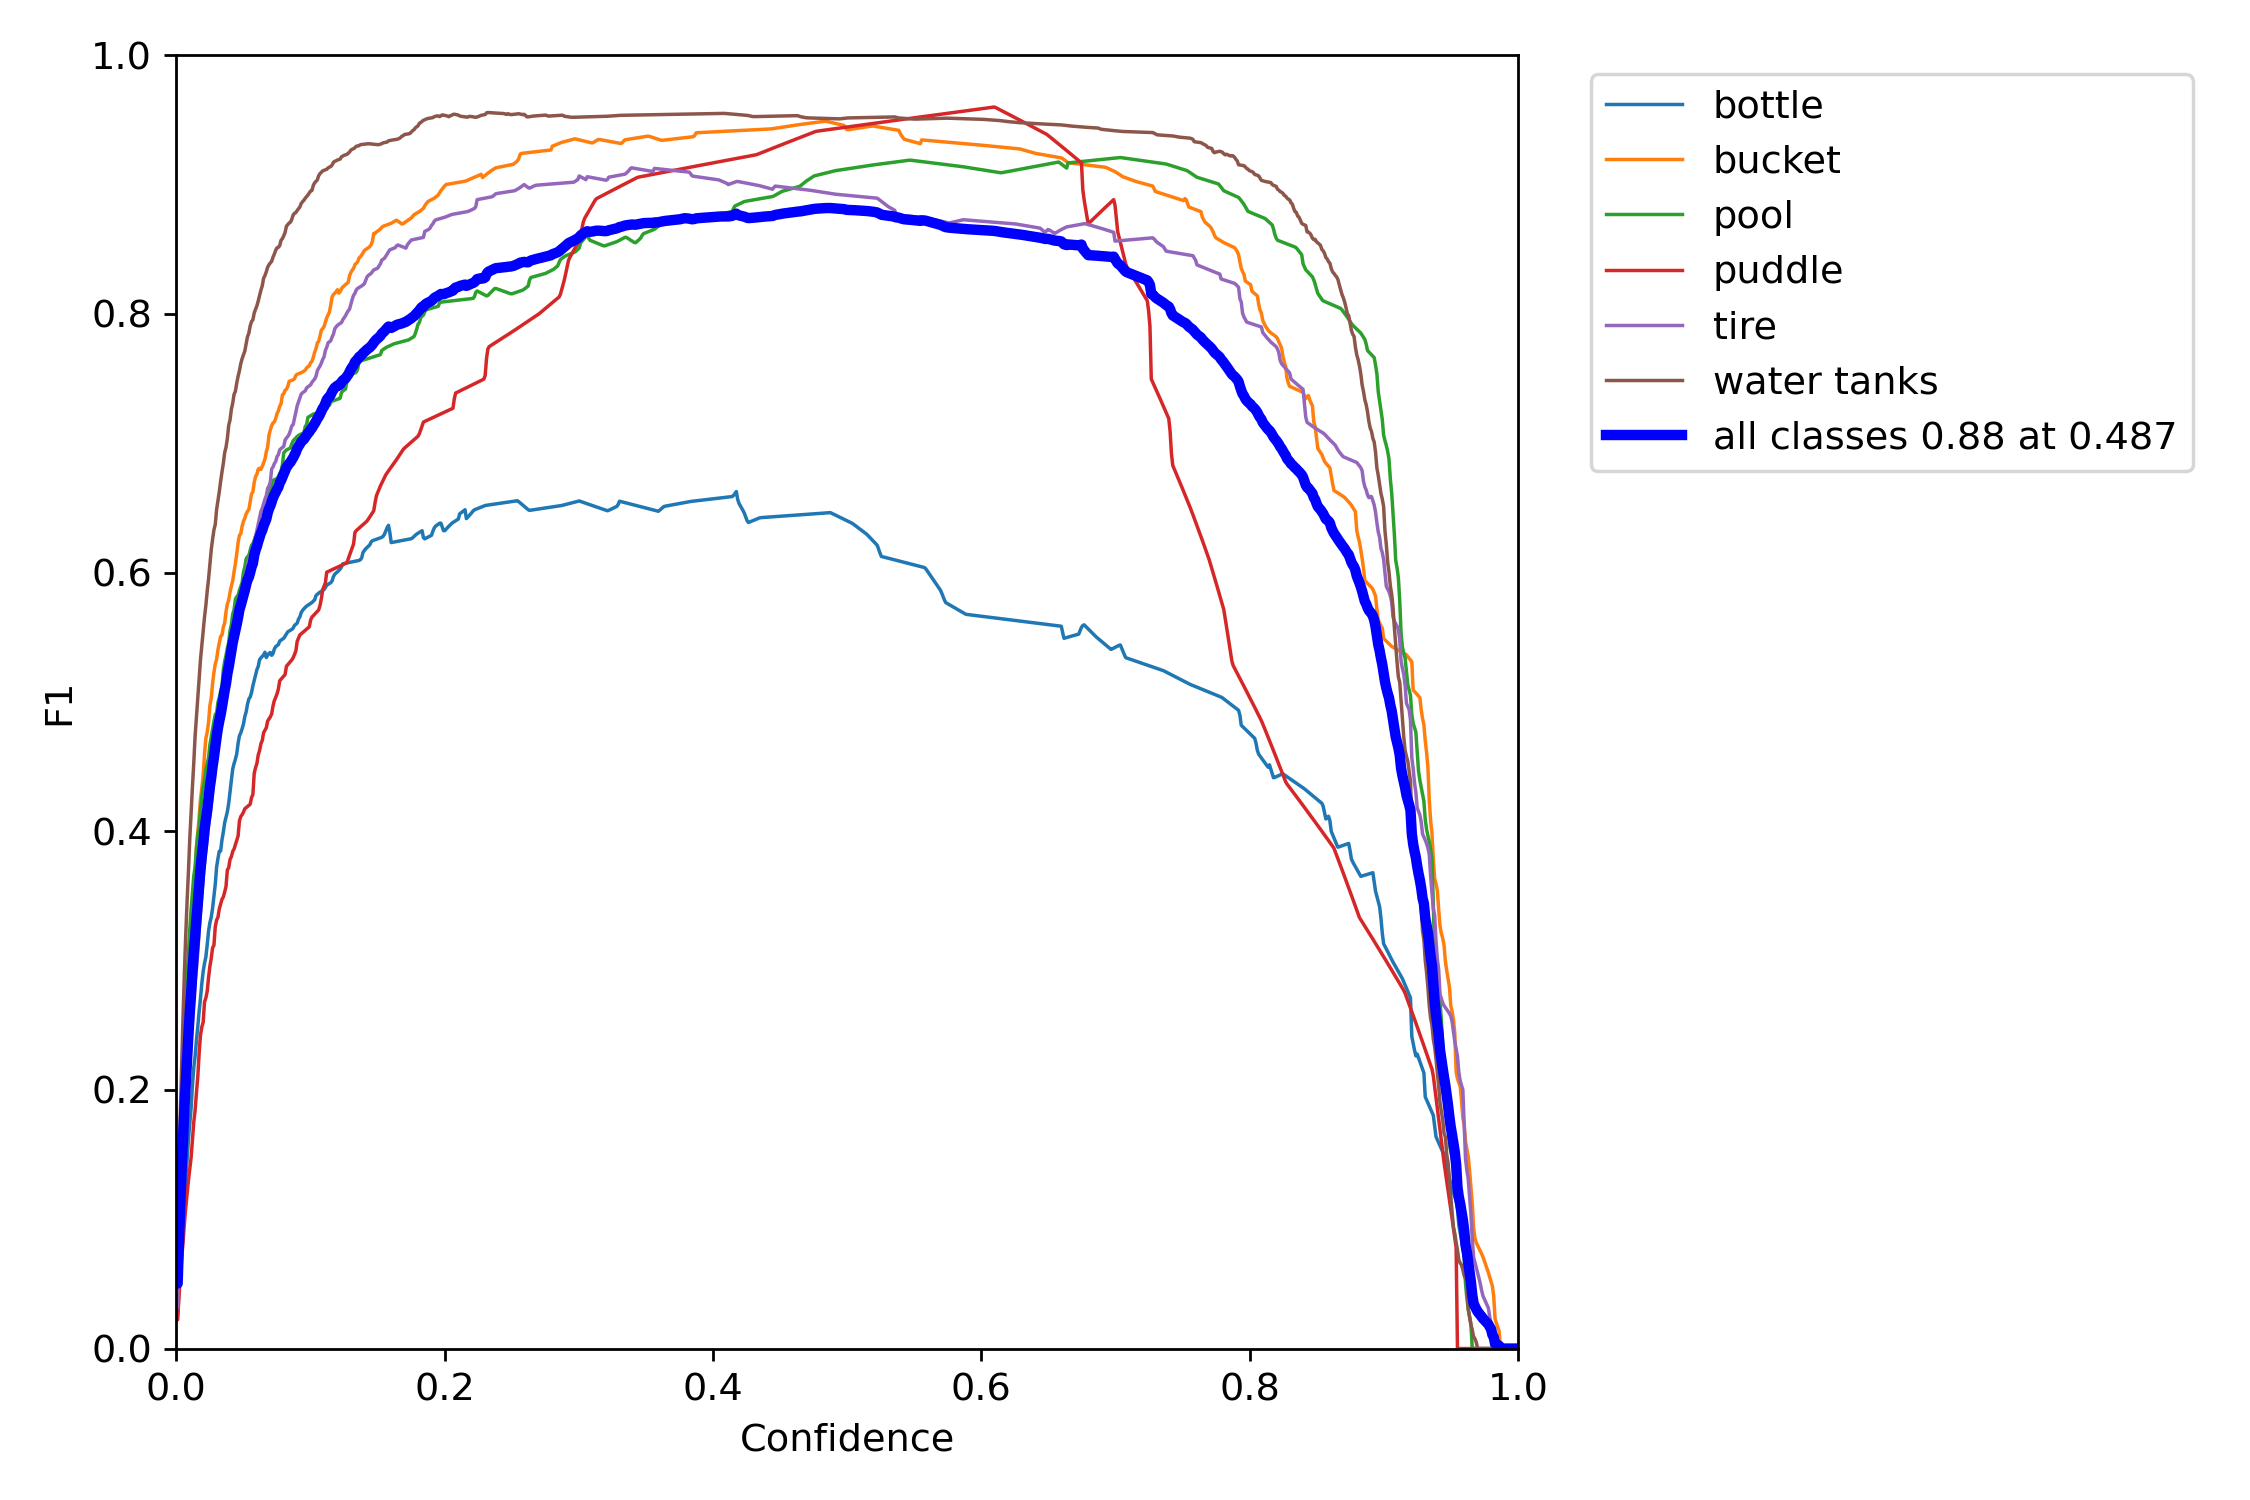 1.0
0.8
0.6
0.4
0.2
0.0
F1
0.0 0.2 0.4 0.6 0.8 1.0
Confidence
bottle
bucket
pool
puddle
tire
water tanks
all classes 0.88 at 0.487